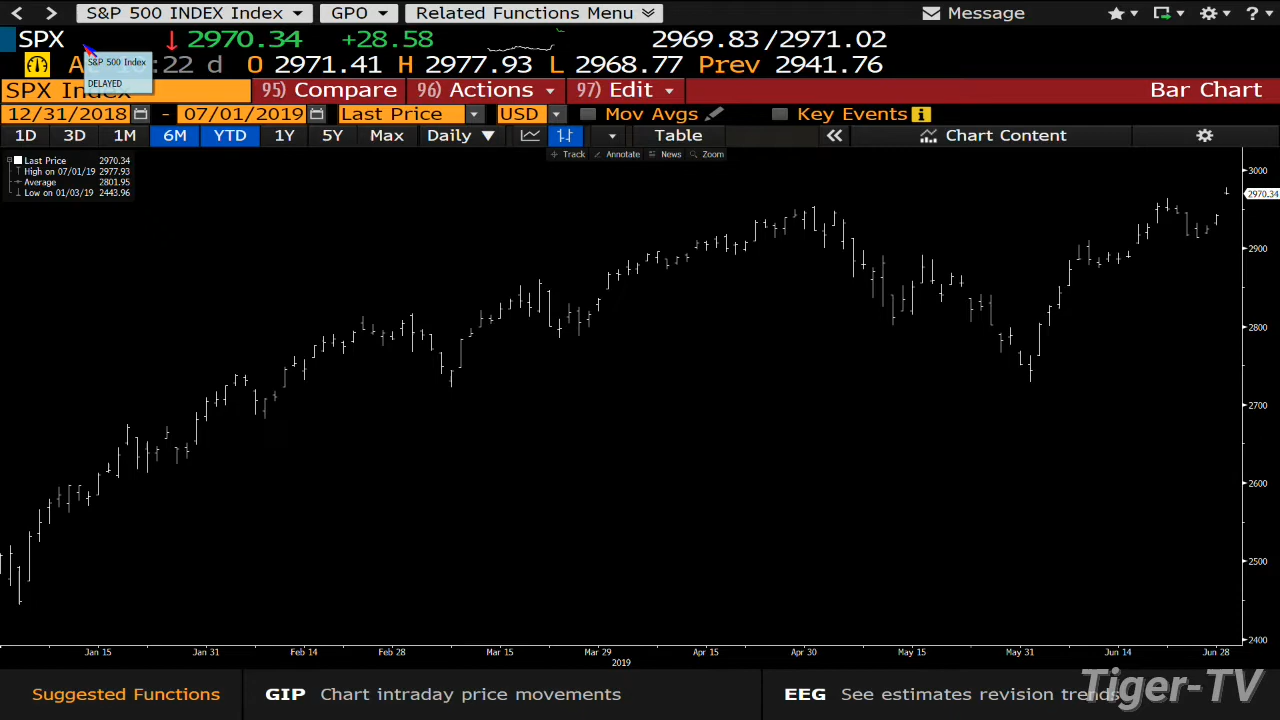 S&P 500 INDEX Index GPO Related Functions Menu Message ?
SPX 2970.34 +28.58 2969.83/2971.02
:22 d O 2971.41 H 2977.93 L 2968.77 Prev 2941.76
S&P 500 Index
DELAYED
SPX Index 95) Compare 96) Actions 97) Edit Bar Chart
12/31/2018 - 07/01/2019 Last Price USD Mov Avgs Key Events i
1D 3D 1M 6M YTD 1Y 5Y Max Daily Table Chart Content
Track Annotate News Zoom
Last Price 2970.34
High on 07/01/19 2977.93
Average 2801.95
Low on 01/03/19 2443.96
3000
2970.34
2900
2800
2700
2600
2500
2400
Jan 15 Jan 31 Feb 14 Feb 28 Mar 15 Mar 29 Apr 15 Apr 30 May 15 May 31 Jun 14 Jun 28
2019
Suggested Functions GIP Chart intraday price movements EEG See estimates revision trends
Tiger-TV